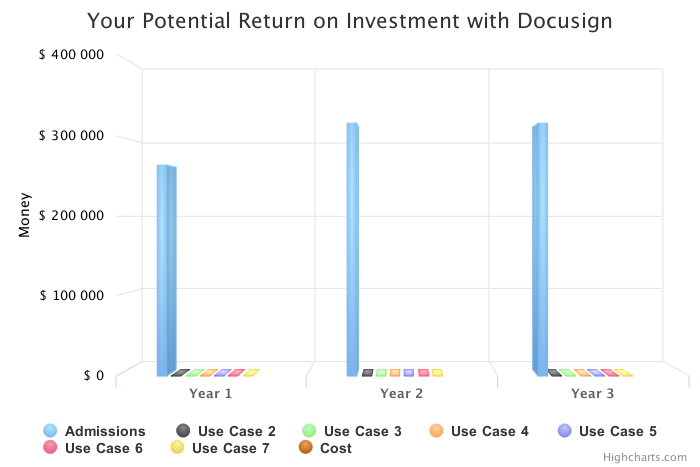 Your Potential Return on Investment with Docusign
$ 400 000
$ 300 000
$ 200 000
$ 100 000
$ 0
Money
Year 1
Year 2
Year 3
Admissions
Use Case 2
Use Case 3
Use Case 4
Use Case 5
Use Case 6
Use Case 7
Cost
Highcharts.com